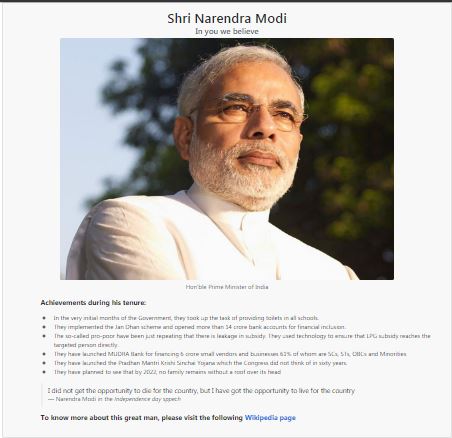 Shri Narendra Modi
In you we believe
Hon'ble Prime Minister of India
Achievements during his tenure:
In the very initial months of the Government, they took up the task of providing toilets in all schools.
They implemented the Jan Dhan scheme and opened more than 14 crore bank accounts for financial inclusion.
The so-called pro-poor have been just repeating that there is leakage in subsidy. They used technology to ensure that LPG subsidy reaches the
targeted person directly.
They have launched MUDRA Bank for financing 6 crore small vendors and businesses 61% of whom are SCs, STs, OBCs and Minorities
They have launched the Pradhan Mantri Krishi Sinchai Yojana which the Congress did not think of in sixty years.
They have planned to see that by 2022, no family remains without a roof over its head
I did not get the opportunity to die for the country, but I have got the opportunity to live for the country
— Narendra Modi in the Independence day speech
To know more about this great man, please visit the following Wikipedia page